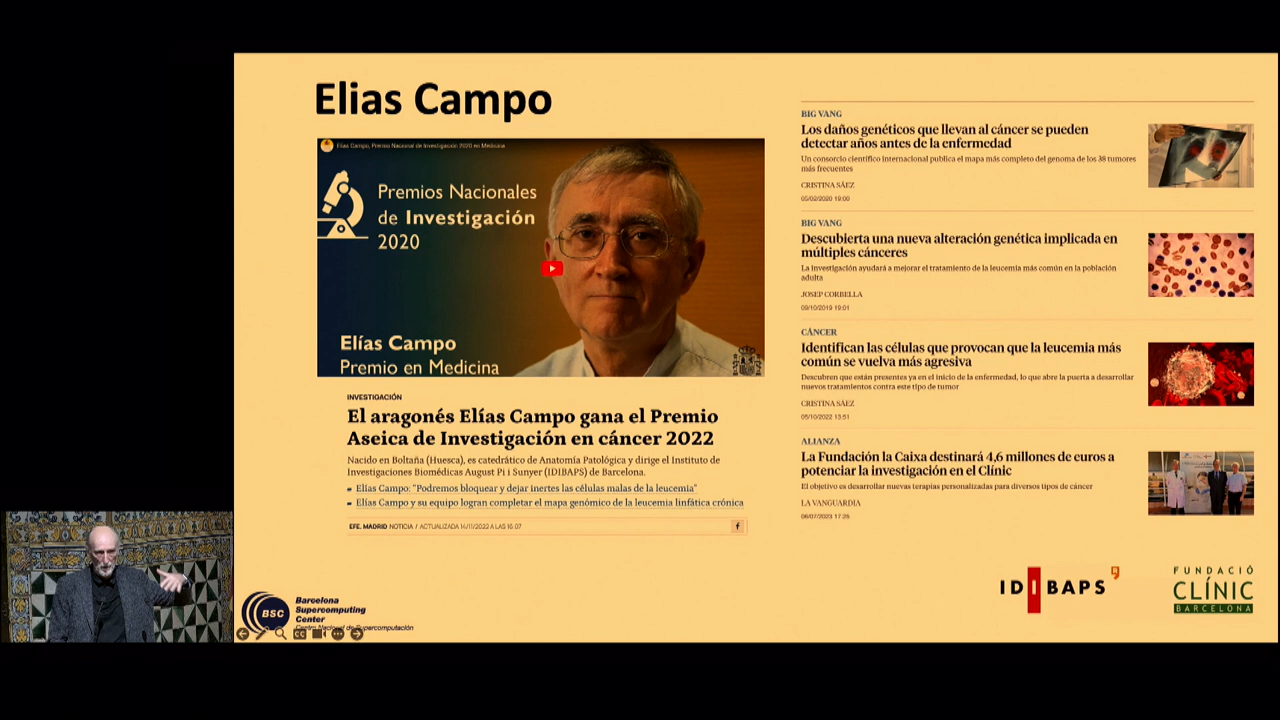 Elias Campo
Elías Campo, Premio Nacional de Investigación 2020 en Medicina
Premios Nacionales
de Investigación
2020
Elías Campo
Premio en Medicina
INVESTIGACIÓN
El aragonés Elías Campo gana el Premio
Aseica de Investigación en cáncer 2022
Nacido en Boltaña (Huesca), es catedrático de Anatomía Patológica y dirige el Instituto de
Investigaciones Biomédicas August Pi i Sunyer (IDIBAPS) de Barcelona.
Elías Campo: "Podremos bloquear y dejar inertes las células malas de la leucemia"
Elías Campo y su equipo logran completar el mapa genómico de la leucemia linfática crónica
EFE. MADRID NOTICIA / ACTUALIZADA 14/11/2022 A LAS 15:07
f
BIG VANG
Los daños genéticos que llevan al cáncer se pueden
detectar años antes de la enfermedad
Un consorcio científico internacional publica el mapa más completo del genoma de los 38 tumores
más frecuentes
CRISTINA SÁEZ
05/02/2020 19:00
BIG VANG
Descubierta una nueva alteración genética implicada en
múltiples cánceres
La investigación ayudará a mejorar el tratamiento de la leucemia más común en la población
adulta
JOSEP CORBELLA
09/10/2019 19:01
CÁNCER
Identifican las células que provocan que la leucemia más
común se vuelva más agresiva
Descubren que están presentes ya en el inicio de la enfermedad, lo que abre la puerta a desarrollar
nuevos tratamientos contra este tipo de tumor
CRISTINA SÁEZ
05/10/2022 13:51
ALIANZA
La Fundación la Caixa destinará 4,6 millones de euros a
potenciar la investigación en el Clínic
El objetivo es desarrollar nuevas terapias personalizadas para diversos tipos de cáncer
LA VANGUARDIA
06/07/2023 17:25
BSC
Barcelona
Supercomputing
Center
Centro Nacional de Supercomputación
CC
IDIBAPS
FUNDACIÓ
CLÍNIC
BARCELONA